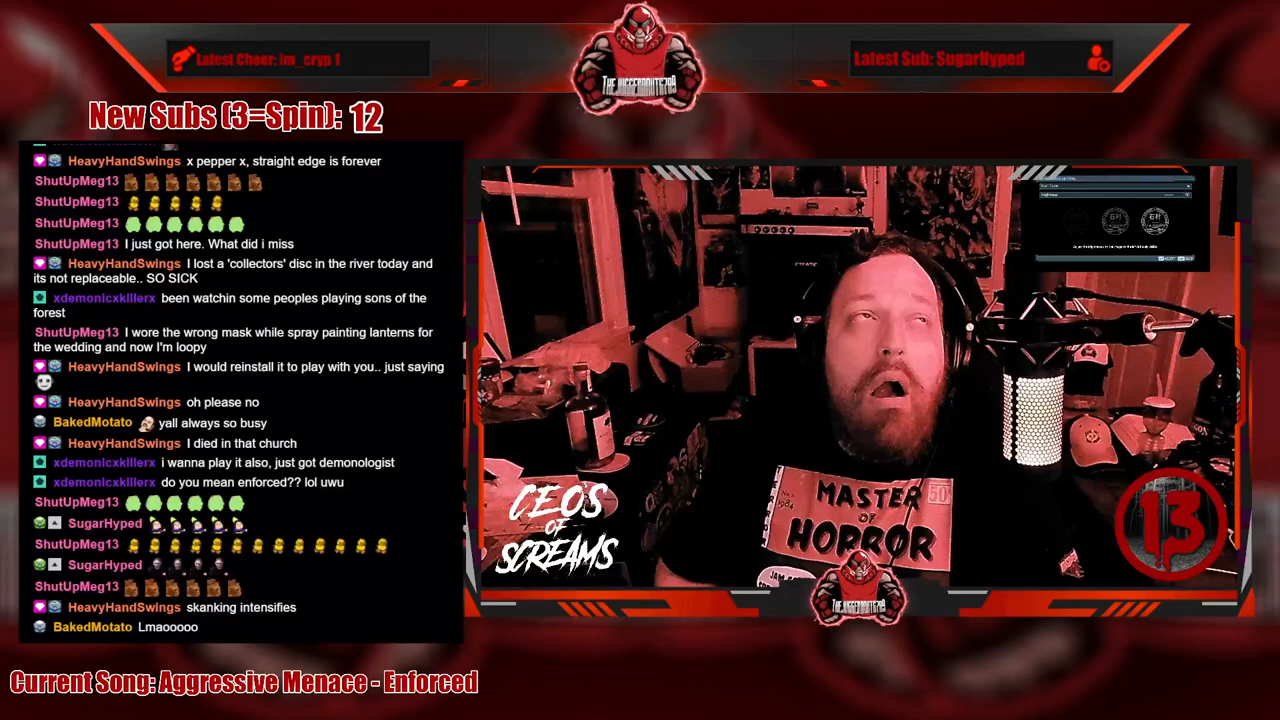 Latest Cheer: im_cryp 1
THEJUGGERNAUT6789
Latest Sub: SugarHyped
New Subs (3=Spin): 12
HeavyHandSwings x pepper x, straight edge is forever
ShutUpMeg13
ShutUpMeg13
ShutUpMeg13
ShutUpMeg13 I just got here. What did i miss
HeavyHandSwings I lost a 'collectors' disc in the river today and
its not replaceable.. SO SICK
xdemonicxkillerx been watchin some peoples playing sons of the
forest
ShutUpMeg13 I wore the wrong mask while spray painting lanterns for
the wedding and now I'm loopy
HeavyHandSwings I would reinstall it to play with you.. just saying
HeavyHandSwings oh please no
BakedMotato yall always so busy
HeavyHandSwings I died in that church
xdemonicxkillerx i wanna play it also, just got demonologist
xdemonicxkillerx do you mean enforced?? lol uwu
ShutUpMeg13
SugarHyped
ShutUpMeg13
SugarHyped
ShutUpMeg13
HeavyHandSwings skanking intensifies
BakedMotato Lmaooooo
CEOS
OF
SCREAMS
1984
50¢
MASTER
OF
HORROR
13
Current Song: Aggressive Menace - Enforced